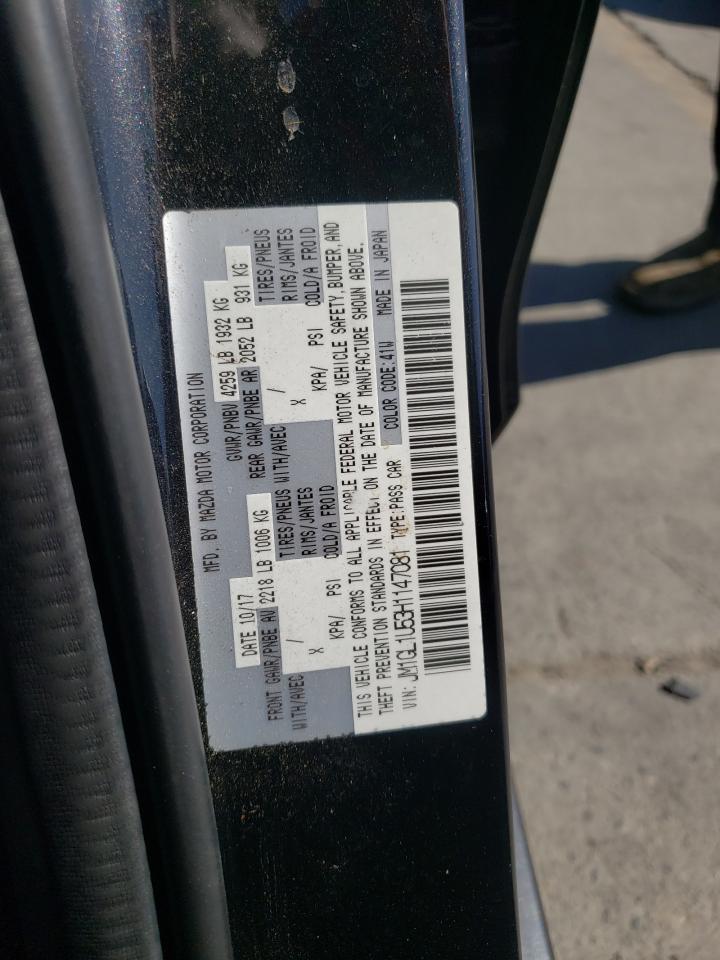 MFD. BY MAZDA MOTOR CORPORATION
DATE 10/17 GVWR/PNBV 4259 LB 1932 KG
FRONT GAWR/PNBE AV 2218 LB 1006 KG REAR GAWR/PNBE AR 2052 LB 931 KG
WITH/AVEC / TIRES/PNEUS WITH/AVEC / TIRES/PNEUS
X RIMS/JANTES X RIMS/JANTES
KPA/ PSI COLD/A FROID KPA/ PSI COLD/A FROID
THIS VEHICLE CONFORMS TO ALL APPLICABLE FEDERAL MOTOR VEHICLE SAFETY, BUMPER, AND
THEFT PREVENTION STANDARDS IN EFFECT ON THE DATE OF MANUFACTURE SHOWN ABOVE.
VIN: JM1GL1U53H1147081 TYPE:PASS CAR COLOR CODE:41W MADE IN JAPAN